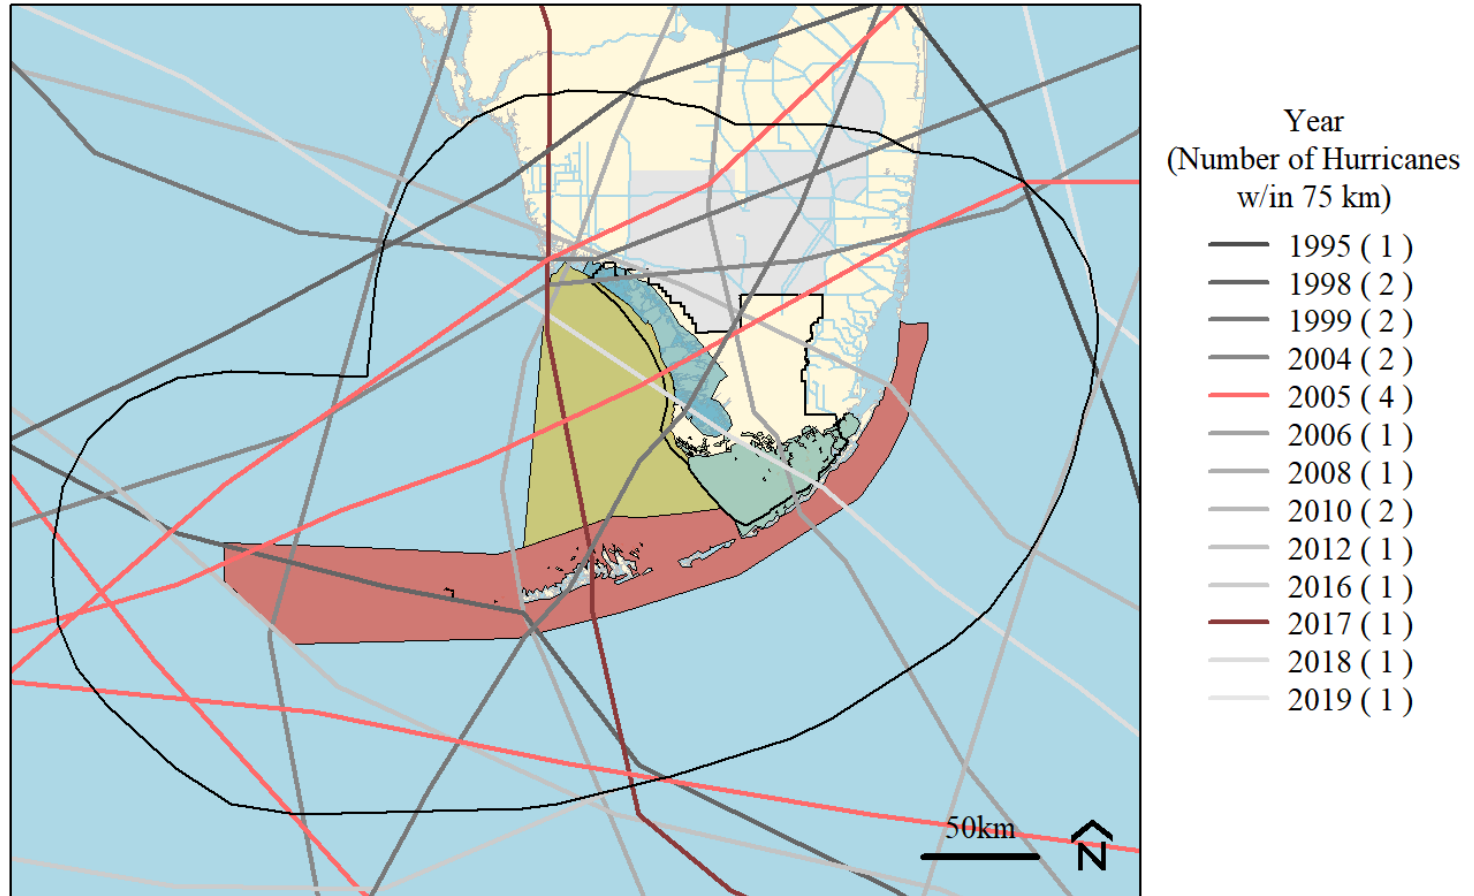 Year
(Number of Hurricanes
w/in 75 km)
1995 ( 1 )
1998 ( 2 )
1999 ( 2 )
2004 ( 2 )
2005 ( 4 )
2006 ( 1 )
2008 ( 1 )
2010 ( 2 )
2012 ( 1 )
2016 ( 1 )
2017 ( 1 )
2018 ( 1 )
2019 ( 1 )
50km
N